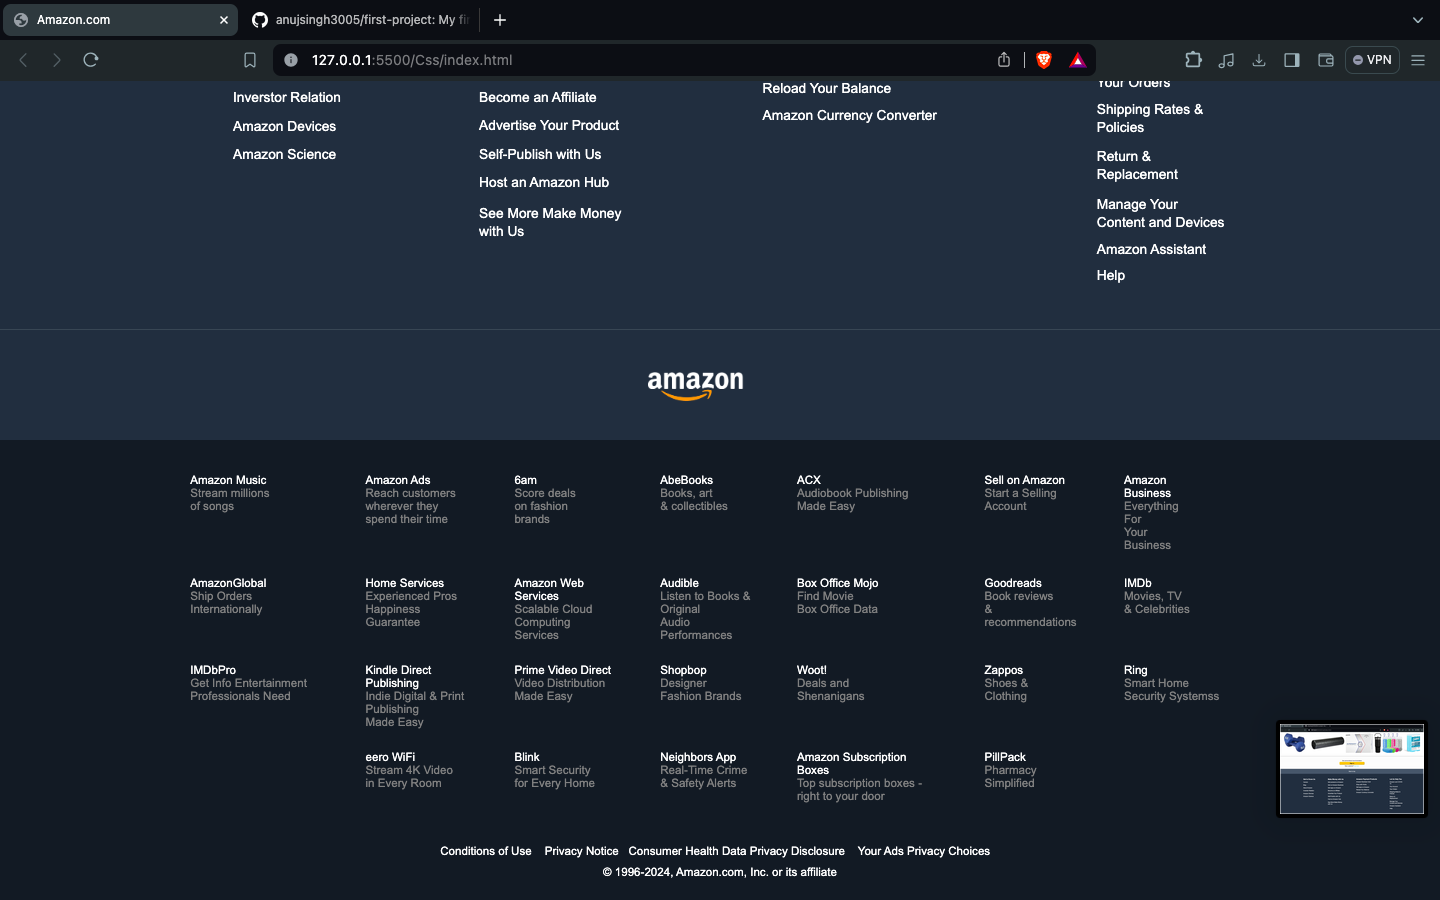 Amazon.com
anujsingh3005/first-project: My fir
127.0.0.1:5500/Css/index.html
VPN
Inverstor Relation
Amazon Devices
Amazon Science
Become an Affiliate
Advertise Your Product
Self-Publish with Us
Host an Amazon Hub
See More Make Money
with Us
Reload Your Balance
Amazon Currency Converter
Your Orders
Shipping Rates &
Policies
Return &
Replacement
Manage Your
Content and Devices
Amazon Assistant
Help
amazon
Amazon Music
Stream millions
of songs
Amazon Ads
Reach customers
wherever they
spend their time
6am
Score deals
on fashion
brands
AbeBooks
Books, art
& collectibles
ACX
Audiobook Publishing
Made Easy
Sell on Amazon
Start a Selling
Account
Amazon
Business
Everything
For
Your
Business
AmazonGlobal
Ship Orders
Internationally
Home Services
Experienced Pros
Happiness
Guarantee
Amazon Web
Services
Scalable Cloud
Computing
Services
Audible
Listen to Books &
Original
Audio
Performances
Box Office Mojo
Find Movie
Box Office Data
Goodreads
Book reviews
&
recommendations
IMDb
Movies, TV
& Celebrities
IMDbPro
Get Info Entertainment
Professionals Need
Kindle Direct
Publishing
Indie Digital & Print
Publishing
Made Easy
Prime Video Direct
Video Distribution
Made Easy
Shopbop
Designer
Fashion Brands
Woot!
Deals and
Shenanigans
Zappos
Shoes &
Clothing
Ring
Smart Home
Security Systemss
eero WiFi
Stream 4K Video
in Every Room
Blink
Smart Security
for Every Home
Neighbors App
Real-Time Crime
& Safety Alerts
Amazon Subscription
Boxes
Top subscription boxes -
right to your door
PillPack
Pharmacy
Simplified
Conditions of Use Privacy Notice Consumer Health Data Privacy Disclosure Your Ads Privacy Choices
© 1996-2024, Amazon.com, Inc. or its affiliate